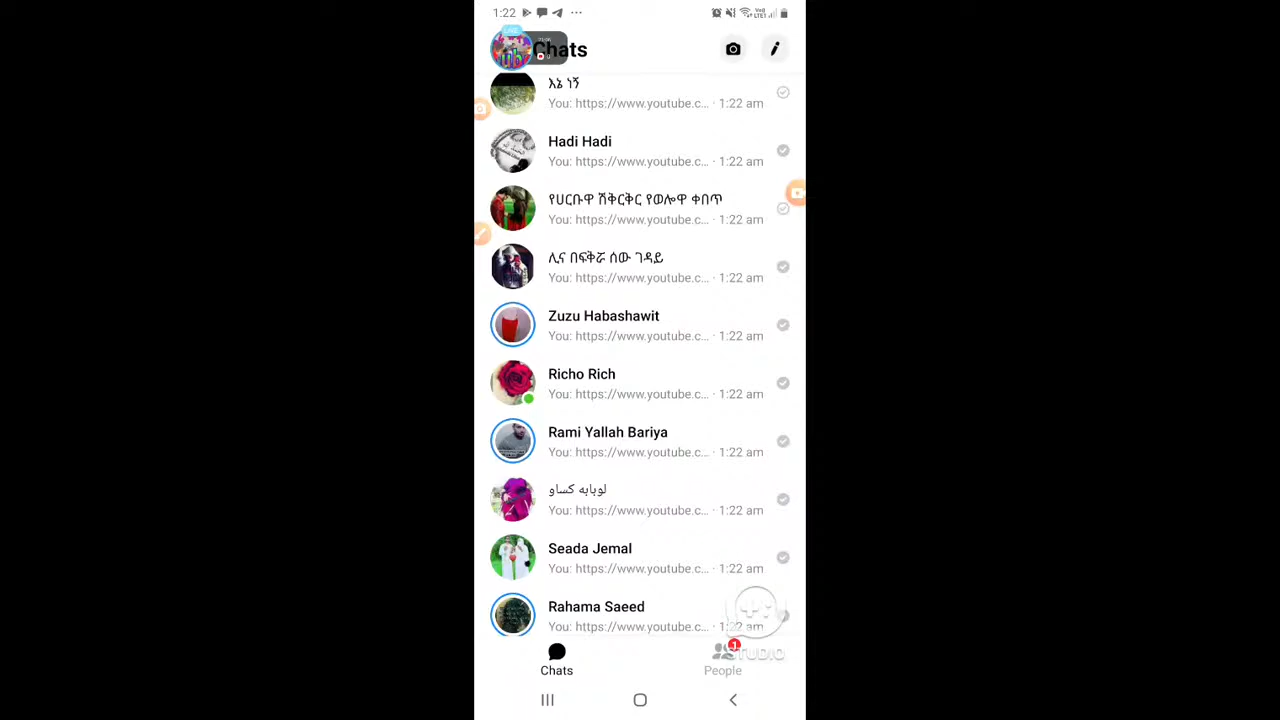 1:22
LTE1
LIVE
Chats
እኔ ነኝ
You: https://www.youtube.c... · 1:22 am
Hadi Hadi
You: https://www.youtube.c... · 1:22 am
የሀርቡዋ ሽቅርቅር የወሎዋ ቀበጥ
You: https://www.youtube.c... · 1:22 am
ሊና በፍቅሯ ሰው ገዳይ
You: https://www.youtube.c... · 1:22 am
Zuzu Habashawit
You: https://www.youtube.c... · 1:22 am
Richo Rich
You: https://www.youtube.c... · 1:22 am
Rami Yallah Bariya
You: https://www.youtube.c... · 1:22 am
لوبابه كساو
You: https://www.youtube.c... · 1:22 am
Seada Jemal
You: https://www.youtube.c... · 1:22 am
Rahama Saeed
You: https://www.youtube.c... · 1:22 am
1
STUDIO
Chats
People